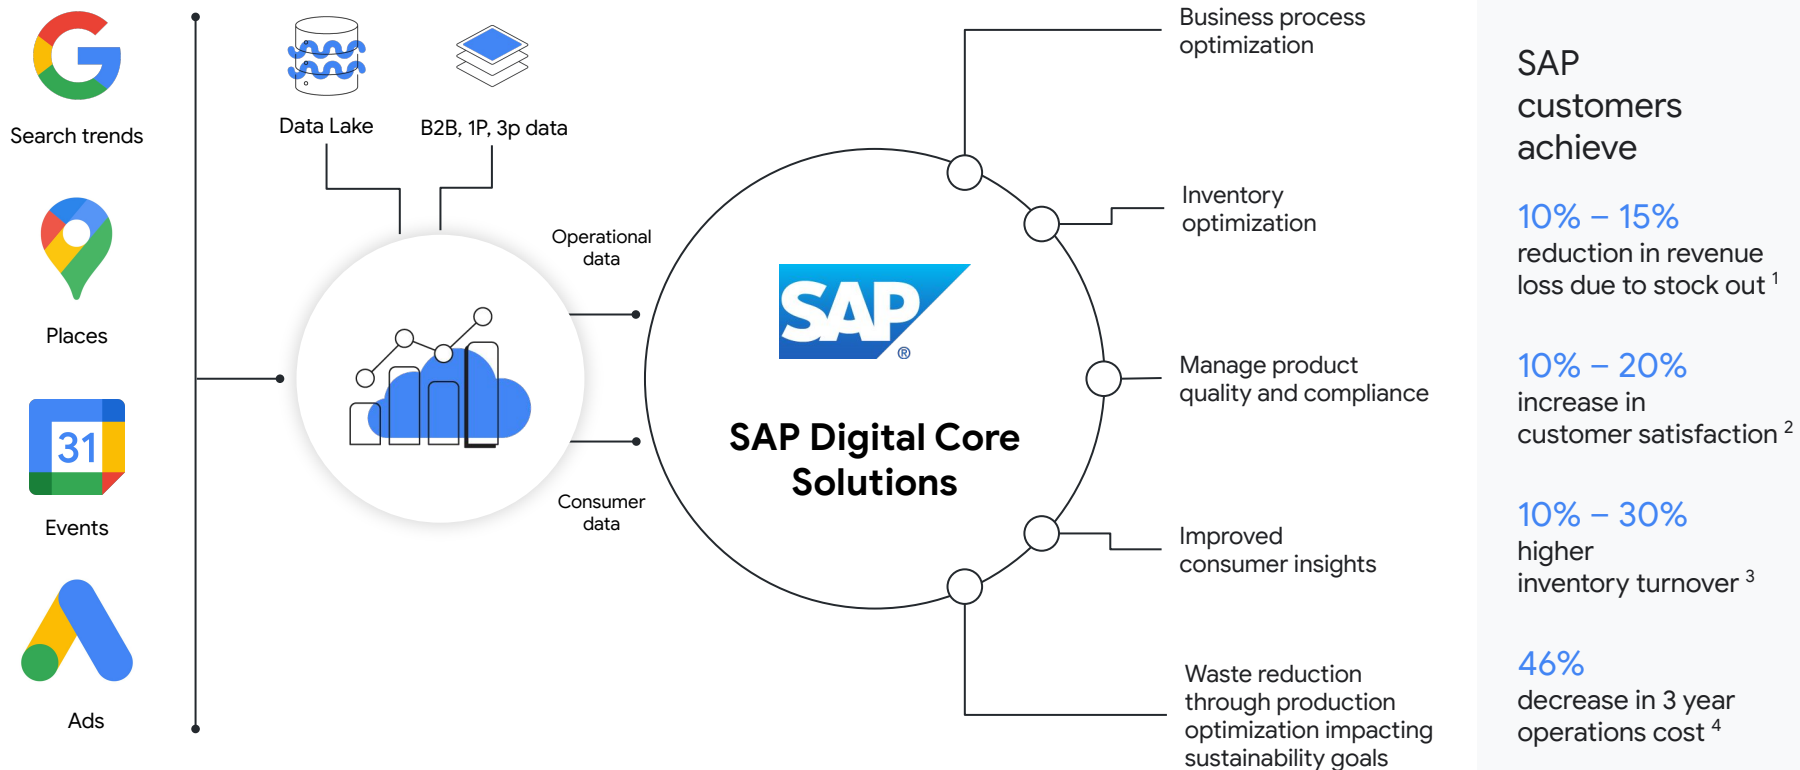 Search trends
Places
31
Events
Ads
Data Lake
B2B, 1P, 3p data
Operational
data
Consumer
data
SAP
®
SAP Digital Core
Solutions
Business process
optimization
Inventory
optimization
Manage product
quality and compliance
Improved
consumer insights
Waste reduction
through production
optimization impacting
sustainability goals
SAP
customers
achieve
10% – 15%
reduction in revenue
loss due to stock out 1
10% – 20%
increase in
customer satisfaction 2
10% – 30%
higher
inventory turnover 3
46%
decrease in 3 year
operations cost 4